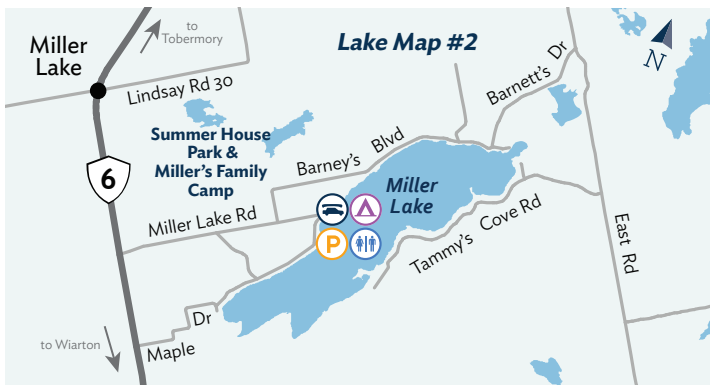 to
Tobermory
Miller
Lake
Lake Map #2
N
Lindsay Rd 30
Barnett's Dr
Summer House
Park &
Miller's Family
Camp
Barney's Blvd
6
Miller
Lake
Miller Lake Rd
P
Tammy's Cove Rd
East Rd
Maple Dr
to Wiarton